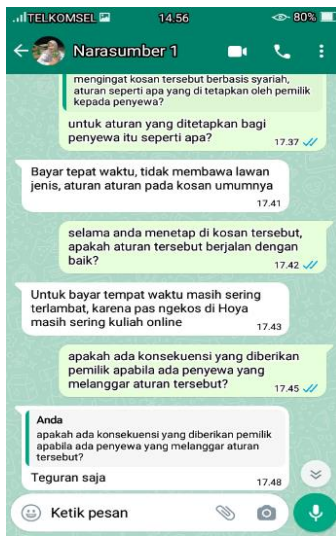 TELKOMSEL 14.56 80%
Narasumber 1
mengingat kosan tersebut berbasis syariah,
aturan seperti apa yang di tetapkan oleh pemilik
kepada penyewa?
untuk aturan yang ditetapkan bagi
penyewa itu seperti apa?
17.37
Bayar tepat waktu, tidak membawa lawan
jenis, aturan aturan pada kosan umumnya
17.41
selama anda menetap di kosan tersebut,
apakah aturan tersebut berjalan dengan
baik?
17.42
Untuk bayar tempat waktu masih sering
terlambat, karena pas ngekos di Hoya
masih sering kuliah online
17.43
apakah ada konsekuensi yang diberikan
pemilik apabila ada penyewa yang
melanggar aturan tersebut?
17.45
Anda
apakah ada konsekuensi yang diberikan pemilik
apabila ada penyewa yang melanggar aturan
tersebut?
Teguran saja
17.48
Ketik pesan